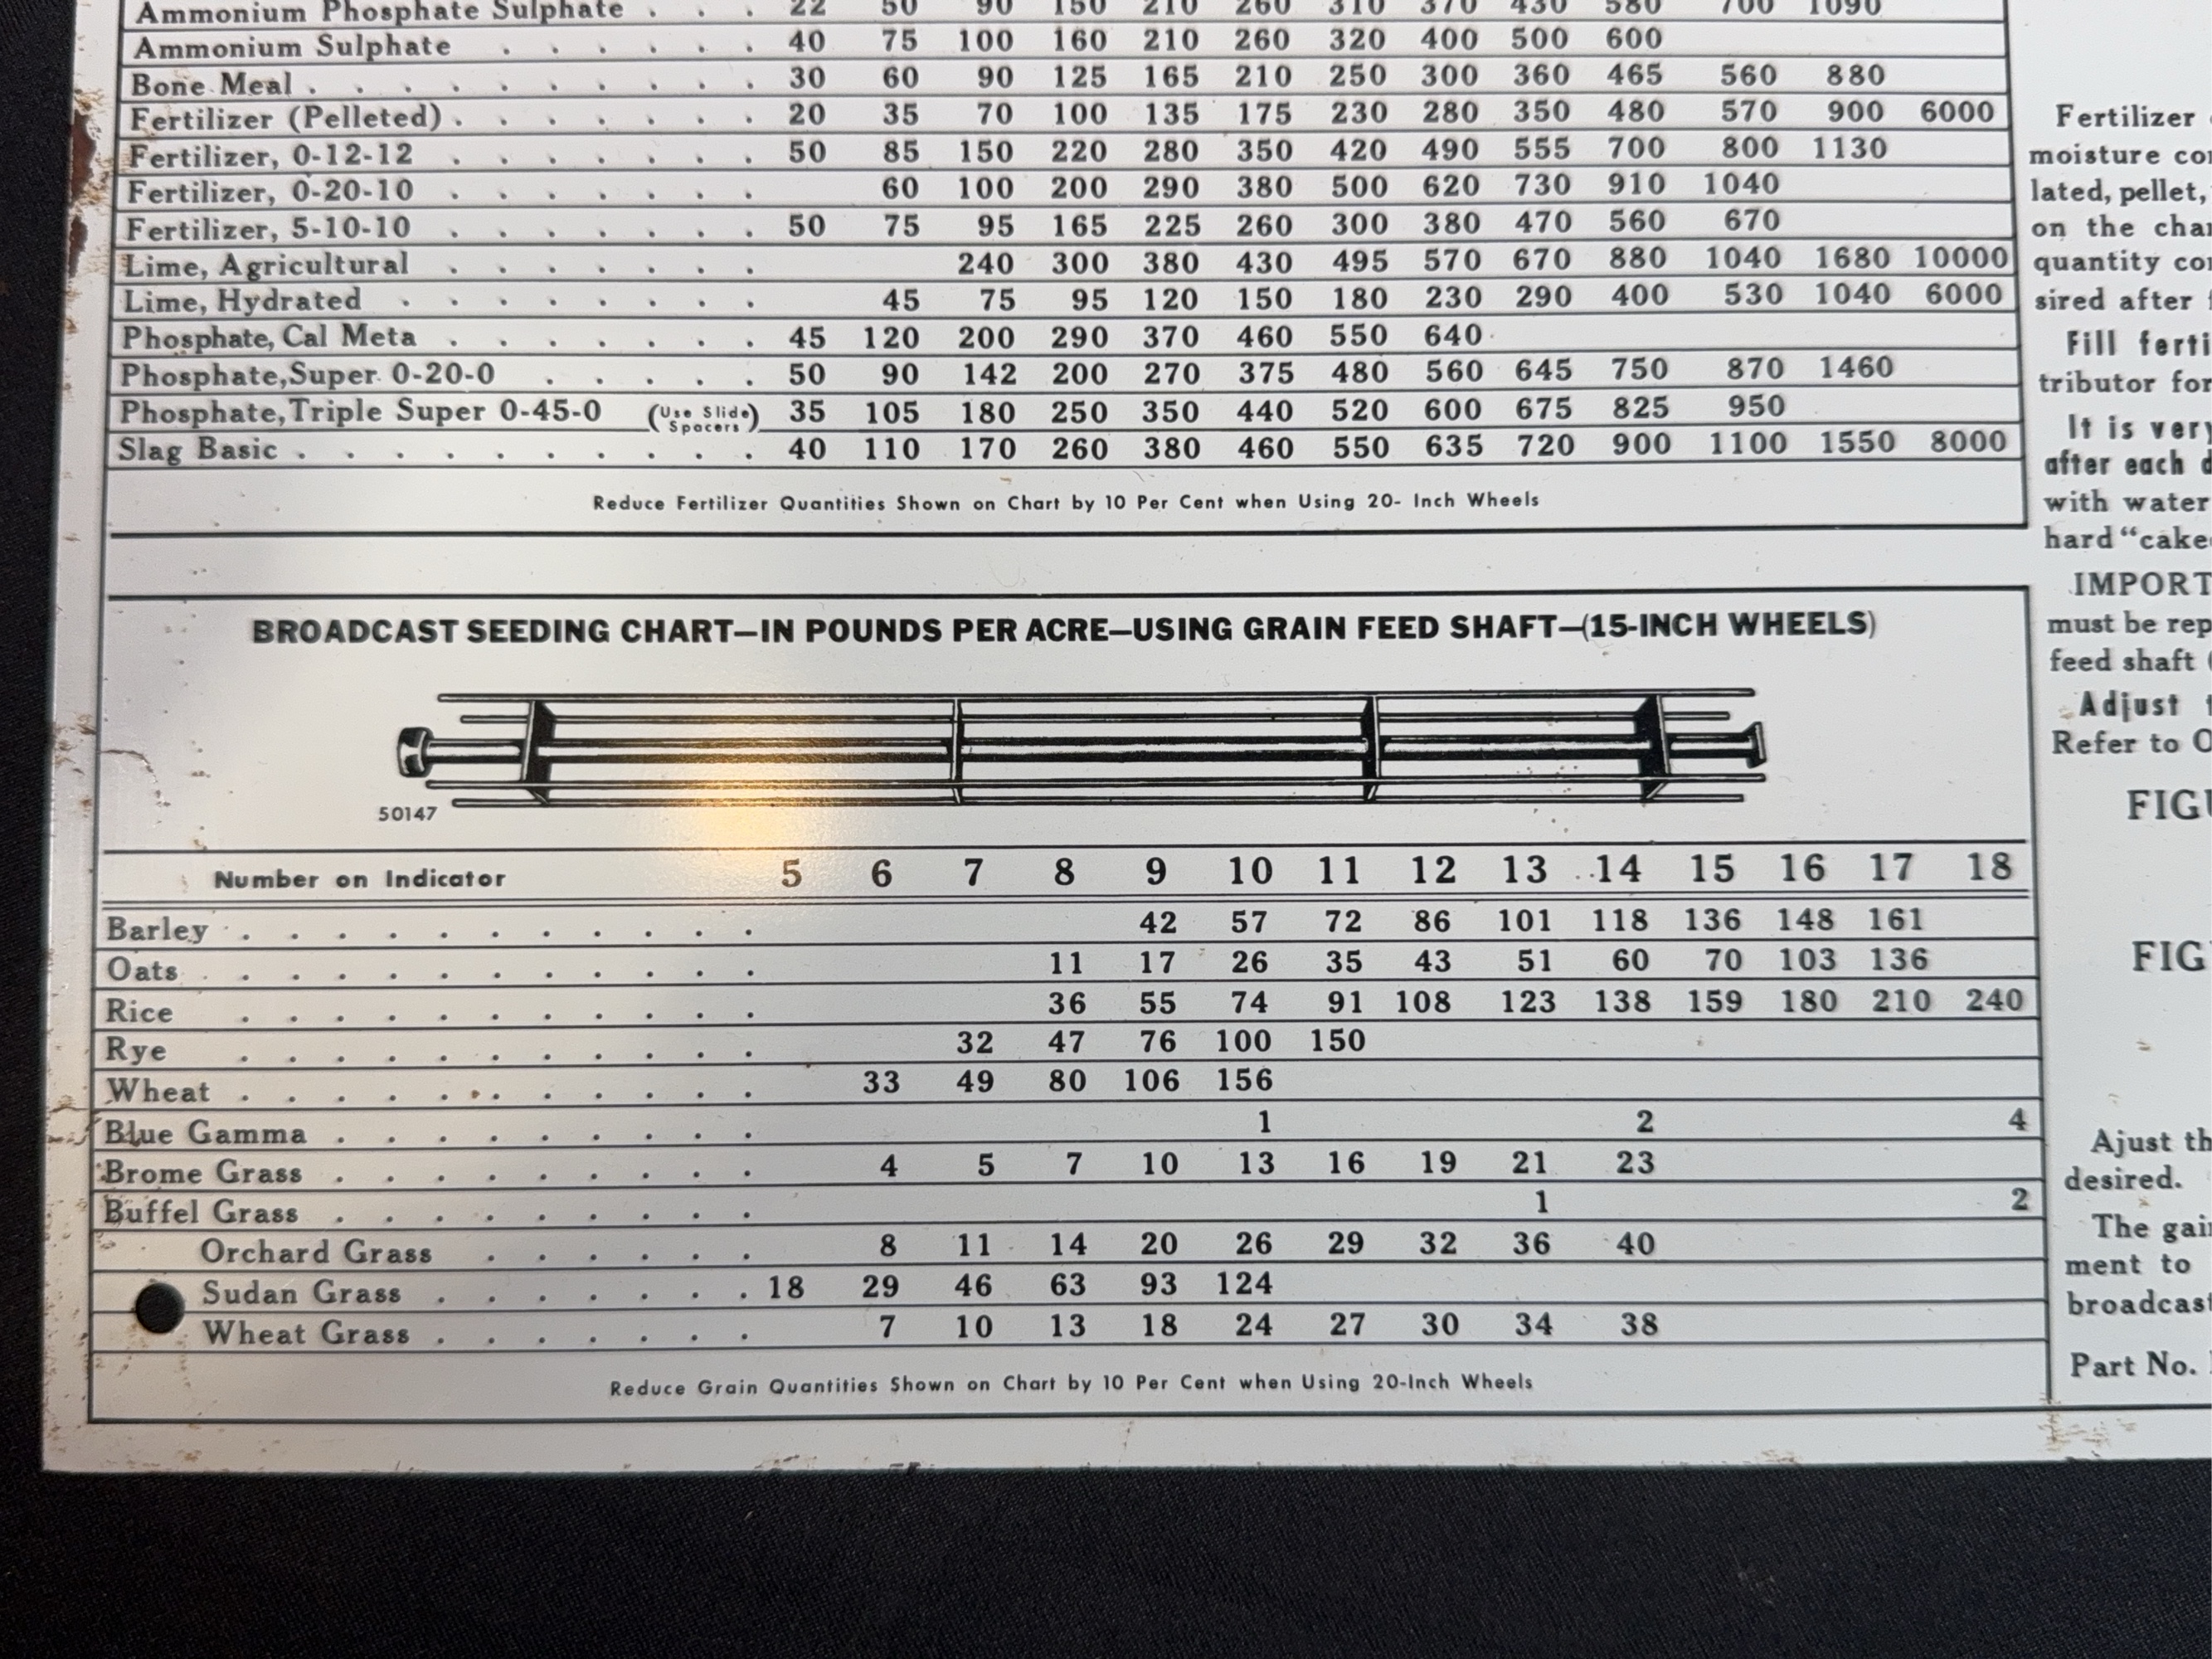 Ammonium Phosphate Sulphate . . . 22 50 90 150 210 260 310 370 430 580 700 1090
Ammonium Sulphate . . . . . . 40 75 100 160 210 260 320 400 500 600
Bone Meal . . . . . . . . . . 30 60 90 125 165 210 250 300 360 465 560 880
Fertilizer (Pelleted) . . . . . . . 20 35 70 100 135 175 230 280 350 480 570 900 6000
Fertilizer, 0-12-12 . . . . . . . 50 85 150 220 280 350 420 490 555 700 800 1130
Fertilizer, 0-20-10 . . . . . . . 60 100 200 290 380 500 620 730 910 1040
Fertilizer, 5-10-10 . . . . . . . 50 75 95 165 225 260 300 380 470 560 670
Lime, Agricultural . . . . . . . 240 300 380 430 495 570 670 880 1040 1680 10000
Lime, Hydrated . . . . . . . . 45 75 95 120 150 180 230 290 400 530 1040 6000
Phosphate, Cal Meta . . . . . . . 45 120 200 290 370 460 550 640
Phosphate, Super 0-20-0 . . . . . 50 90 142 200 270 375 480 560 645 750 870 1460
Phosphate, Triple Super 0-45-0 (Use Slide Spacers) 35 105 180 250 350 440 520 600 675 825 950
Slag Basic . . . . . . . . . . 40 110 170 260 380 460 550 635 720 900 1100 1550 8000
Reduce Fertilizer Quantities Shown on Chart by 10 Per Cent when Using 20- Inch Wheels
BROADCAST SEEDING CHART—IN POUNDS PER ACRE—USING GRAIN FEED SHAFT—(15-INCH WHEELS)
50147
Number on Indicator 5 6 7 8 9 10 11 12 13 14 15 16 17 18
Barley . . . . . . . . . . . 42 57 72 86 101 118 136 148 161
Oats . . . . . . . . . . . 11 17 26 35 43 51 60 70 103 136
Rice . . . . . . . . . . . 36 55 74 91 108 123 138 159 180 210 240
Rye . . . . . . . . . . . 32 47 76 100 150
Wheat . . . . . . . . . . . 33 49 80 106 156
Blue Gamma . . . . . . . . . 1 2 4
Brome Grass . . . . . . . . . 4 5 7 10 13 16 19 21 23
Buffel Grass . . . . . . . . . 1 2
Orchard Grass . . . . . . 8 11 14 20 26 29 32 36 40
Sudan Grass . . . . . . . 18 29 46 63 93 124
Wheat Grass . . . . . . . 7 10 13 18 24 27 30 34 38
Reduce Grain Quantities Shown on Chart by 10 Per Cent when Using 20-Inch Wheels
Fertilizer
moisture
lated, pellet,
on the
quantity
sired after
Fill
tributor for
It is very
after each
with water
hard "cake
must be
feed shaft
Adjust
Refer to
Ajust
desired.
The
ment to
broadcast
Part No.